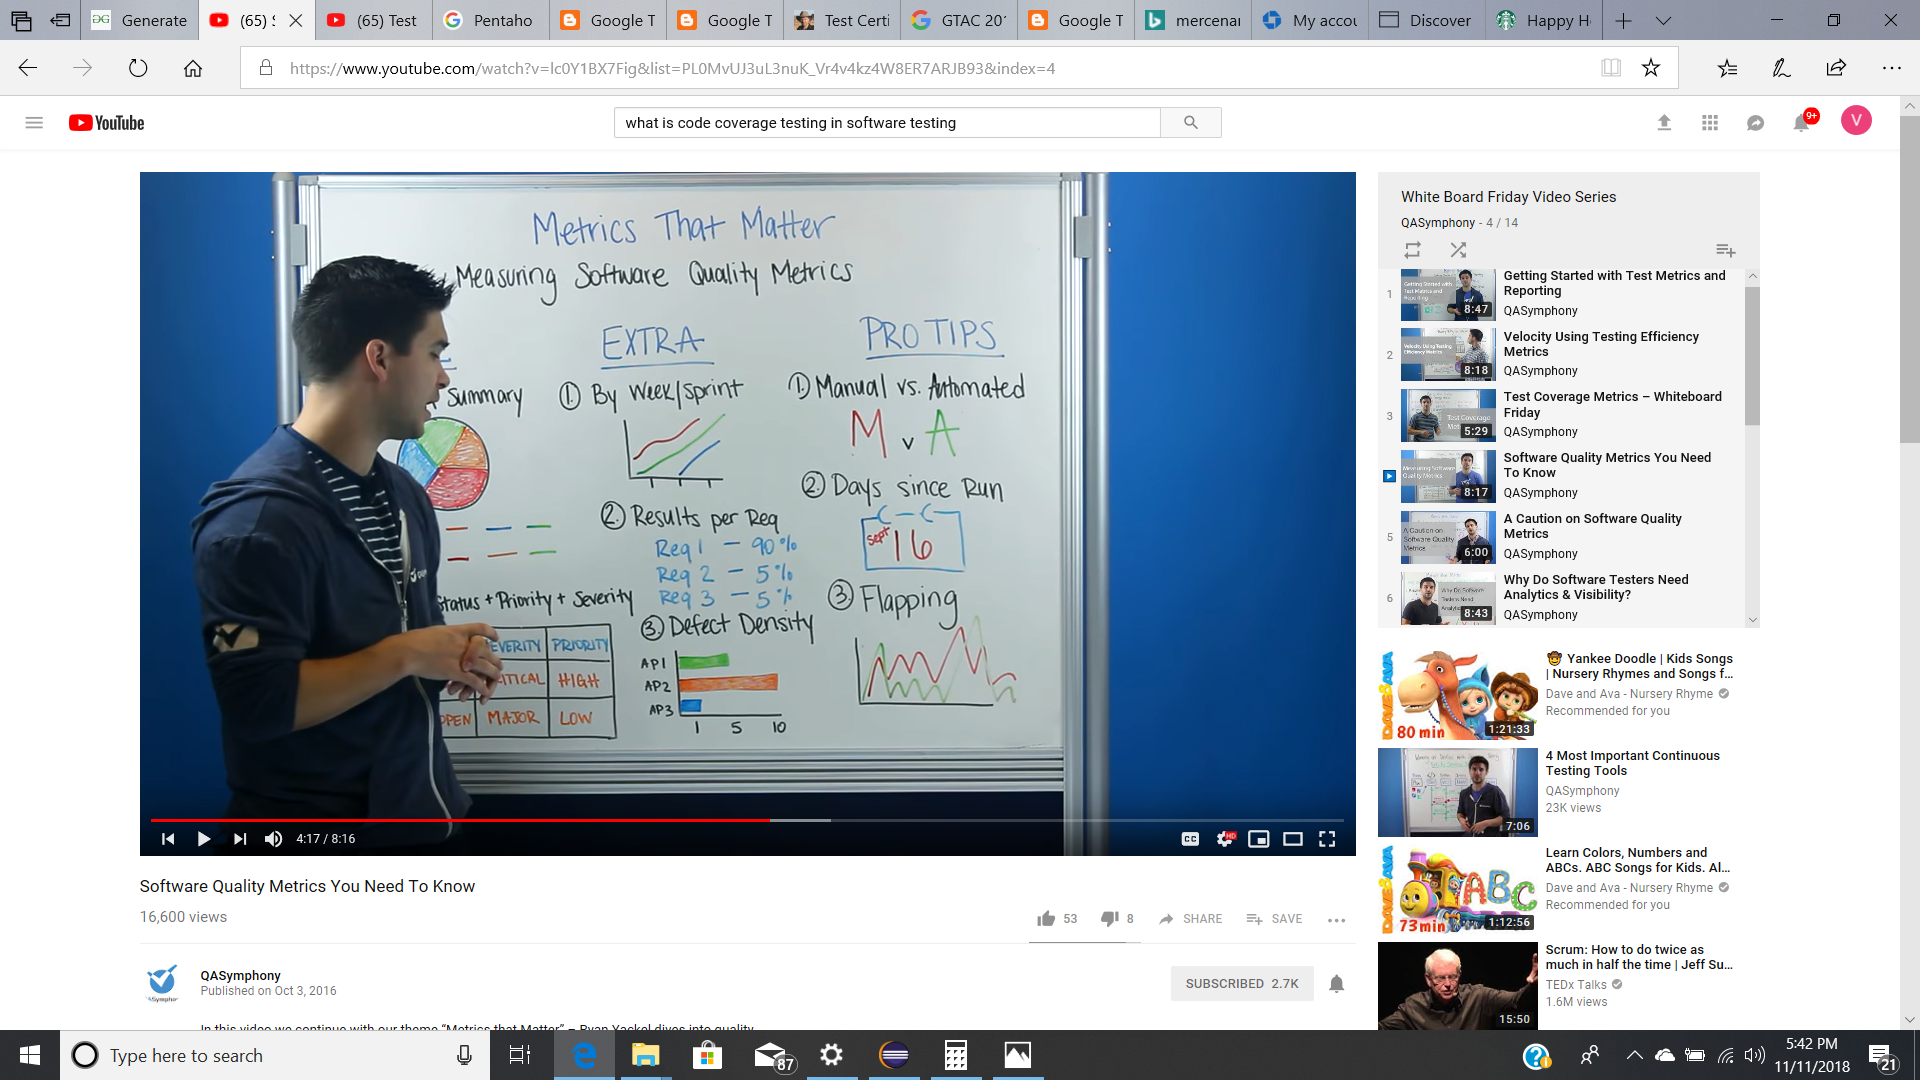 Generate
(65) S
(65) Test
Pentaho
Google T
Google T
Test Certi
GTAC 201
Google T
mercenar
My accou
Discover
Happy H
https://www.youtube.com/watch?v=lc0Y1BX7Fig&list=PL0MvUJ3uL3nuK_Vr4v4kz4W8ER7ARJB93&index=4
YouTube
what is code coverage testing in software testing
9+
V
Metrics That Matter
Measuring Software Quality Metrics
EXTRA
PRO TIPS
Summary
1. By Week/Sprint
1) Manual vs. Automated
M v A
2. Days since Run
sept 16
2. Results per Req
Req 1 - 90%
Req 2 - 5%
Req 3 - 5%
Status + Priority + Severity
3. Flapping
3. Defect Density
SEVERITY PRIORITY
CRITICAL HIGH
OPEN MAJOR LOW
AP1
AP2
AP3
1 5 10
4:17 / 8:16
CC
HD
Software Quality Metrics You Need To Know
16,600 views
53
8
SHARE
SAVE
QASymphony
Published on Oct 3, 2016
SUBSCRIBED 2.7K
In this video we continue with our theme “Metrics that Matter” – Ryan Yackel dives into quality
White Board Friday Video Series
QASymphony - 4 / 14
1
8:47
Getting Started with Test Metrics and
Reporting
QASymphony
2
8:18
Velocity Using Testing Efficiency
Metrics
QASymphony
3
5:29
Test Coverage Metrics – Whiteboard
Friday
QASymphony
8:17
Software Quality Metrics You Need
To Know
QASymphony
5
6:00
A Caution on Software Quality
Metrics
QASymphony
6
8:43
Why Do Software Testers Need
Analytics & Visibility?
QASymphony
80 min
1:21:33
Yankee Doodle | Kids Songs
| Nursery Rhymes and Songs f...
Dave and Ava - Nursery Rhyme
Recommended for you
7:06
4 Most Important Continuous
Testing Tools
QASymphony
23K views
ABC
73min
1:12:56
Learn Colors, Numbers and
ABCs. ABC Songs for Kids. Al...
Dave and Ava - Nursery Rhyme
Recommended for you
15:50
Scrum: How to do twice as
much in half the time | Jeff Su...
TEDx Talks
1.6M views
Type here to search
87
5:42 PM
11/11/2018
21